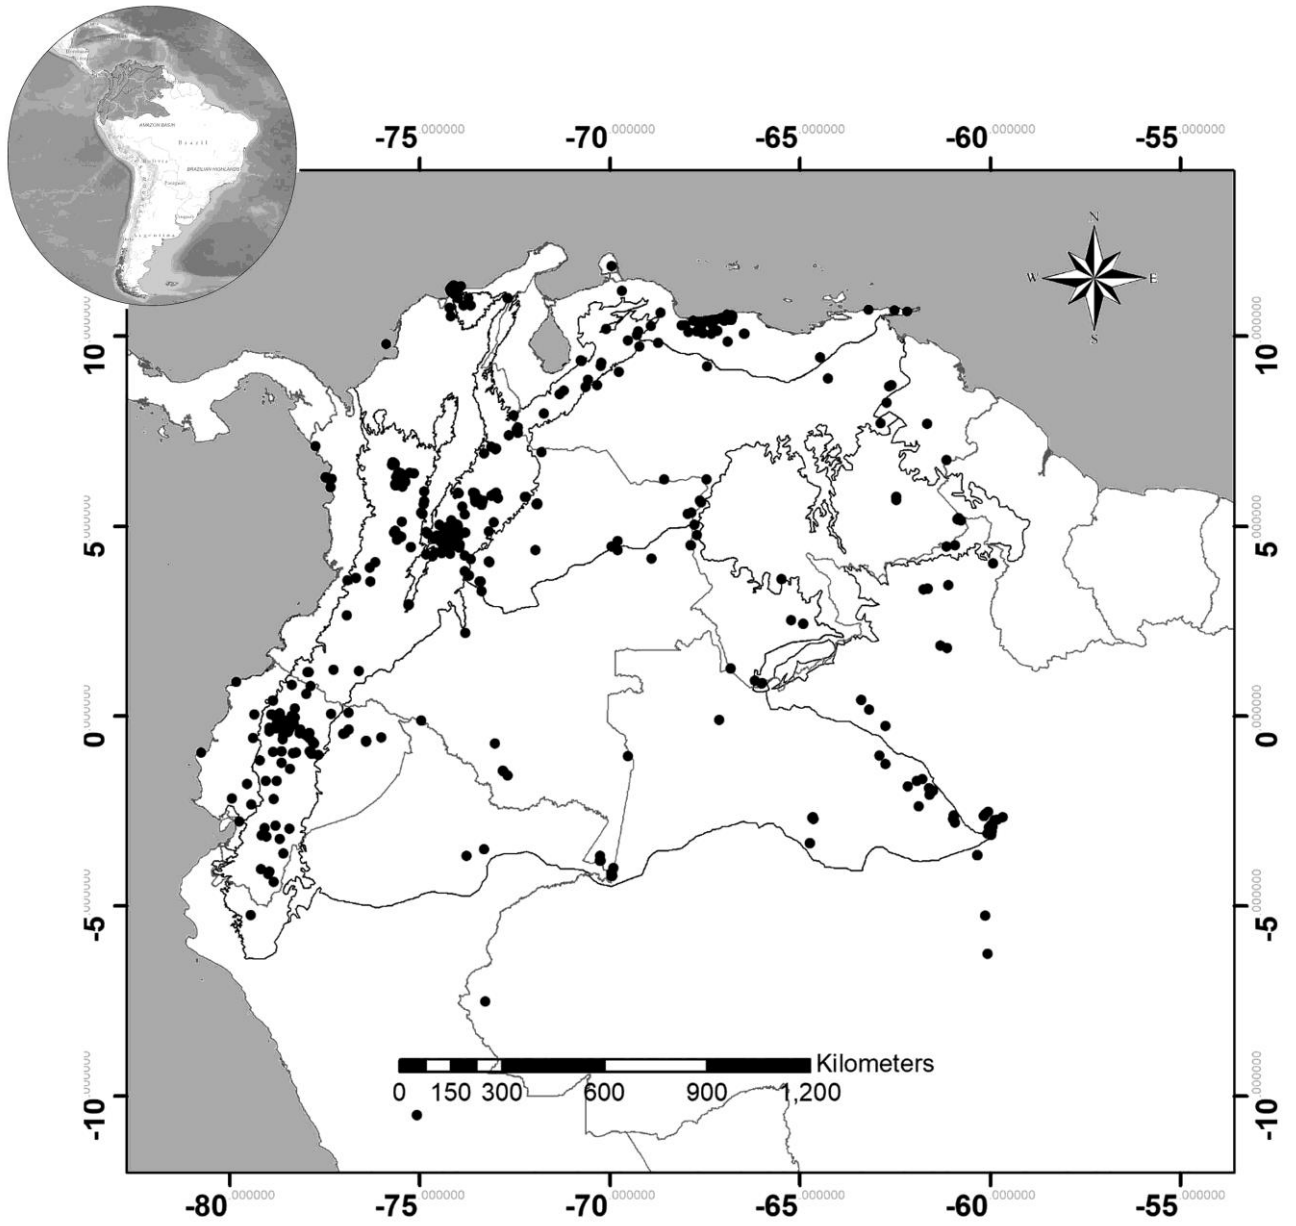 AMAZON BASIN
Brazil
BRAZILIAN HIGHLANDS
-75.000000 -70.000000 -65.000000 -60.000000 -55.000000
N
W E
S
10.000000 10.000000
5.000000 5.000000
0.000000 0.000000
-5.000000 -5.000000
-10.000000 -10.000000
Kilometers
0 150 300 600 900 1,200
-80.000000 -75.000000 -70.000000 -65.000000 -60.000000 -55.000000